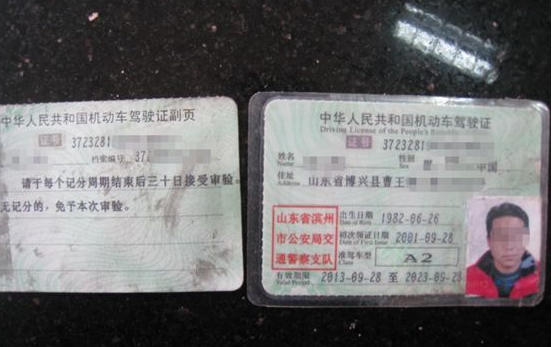 中华人民共和国机动车驾驶证副页
证号 3723281
档案编号 37
请于每个记分周期结束后三十日接受审验。
无记分的，免予本次审验。
中华人民共和国机动车驾驶证
Driving License of the People's Republic
证号 3723281
姓名 性别
Name 中国
住址 山东省博兴县曹王
Address
山东省滨州
市公安局交
通警察支队
出生日期 1982-06-26
Date of Birth
初次领证日期 2001-09-28
Date of First Issue
准驾车型 A2
Class
有效期限 2013-09-28 至 2023-09-28
Valid Period